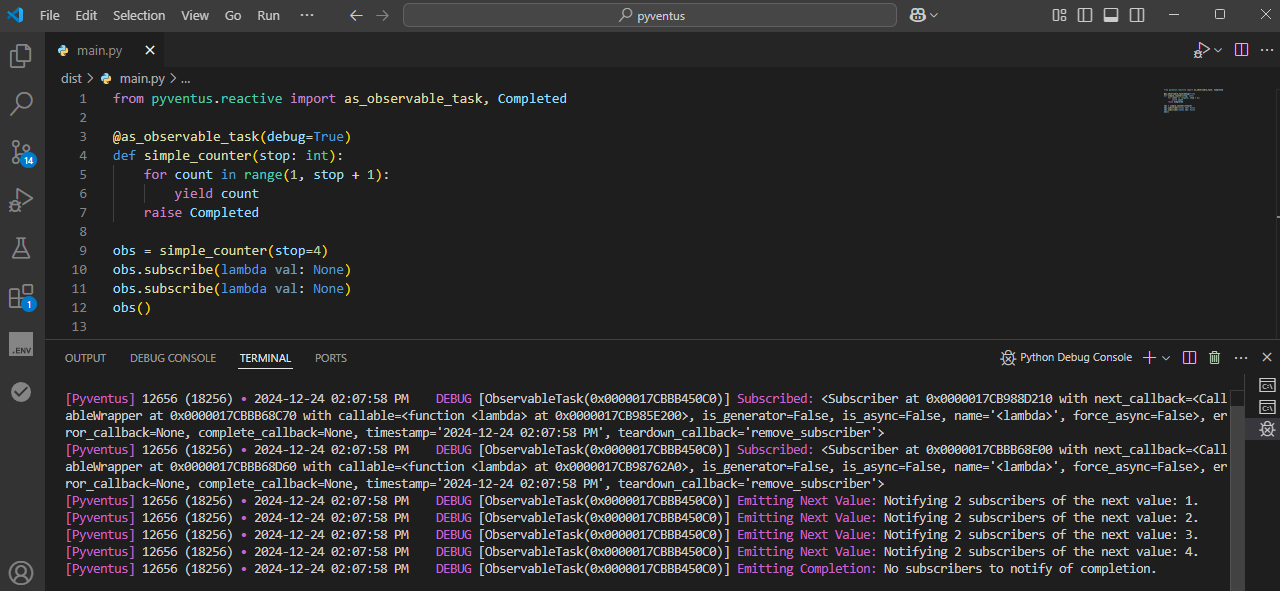 File Edit Selection View Go Run ··· pyventus
main.py
dist > main.py > ...
1 from pyventus.reactive import as_observable_task, Completed
2
3 @as_observable_task(debug=True)
4 def simple_counter(stop: int):
5 for count in range(1, stop + 1):
6 yield count
7 raise Completed
8
9 obs = simple_counter(stop=4)
10 obs.subscribe(lambda val: None)
11 obs.subscribe(lambda val: None)
12 obs()
13
14
1
.ENV
OUTPUT DEBUG CONSOLE TERMINAL PORTS Python Debug Console
[Pyventus] 12656 (18256) • 2024-12-24 02:07:58 PM DEBUG [ObservableTask(0x0000017CBBB450C0)] Subscribed: <Subscriber at 0x0000017CB988D210 with next_callback=<Call
ableWrapper at 0x0000017CBBB68C70 with callable=<function <lambda> at 0x0000017CB985E200>, is_generator=False, is_async=False, name='<lambda>', force_async=False>, er
ror_callback=None, complete_callback=None, timestamp='2024-12-24 02:07:58 PM', teardown_callback='remove_subscriber'>
[Pyventus] 12656 (18256) • 2024-12-24 02:07:58 PM DEBUG [ObservableTask(0x0000017CBBB450C0)] Subscribed: <Subscriber at 0x0000017CBBB68E00 with next_callback=<Call
ableWrapper at 0x0000017CBBB68D60 with callable=<function <lambda> at 0x0000017CB98762A0>, is_generator=False, is_async=False, name='<lambda>', force_async=False>, er
ror_callback=None, complete_callback=None, timestamp='2024-12-24 02:07:58 PM', teardown_callback='remove_subscriber'>
[Pyventus] 12656 (18256) • 2024-12-24 02:07:58 PM DEBUG [ObservableTask(0x0000017CBBB450C0)] Emitting Next Value: Notifying 2 subscribers of the next value: 1.
[Pyventus] 12656 (18256) • 2024-12-24 02:07:58 PM DEBUG [ObservableTask(0x0000017CBBB450C0)] Emitting Next Value: Notifying 2 subscribers of the next value: 2.
[Pyventus] 12656 (18256) • 2024-12-24 02:07:58 PM DEBUG [ObservableTask(0x0000017CBBB450C0)] Emitting Next Value: Notifying 2 subscribers of the next value: 3.
[Pyventus] 12656 (18256) • 2024-12-24 02:07:58 PM DEBUG [ObservableTask(0x0000017CBBB450C0)] Emitting Next Value: Notifying 2 subscribers of the next value: 4.
[Pyventus] 12656 (18256) • 2024-12-24 02:07:58 PM DEBUG [ObservableTask(0x0000017CBBB450C0)] Emitting Completion: No subscribers to notify of completion.